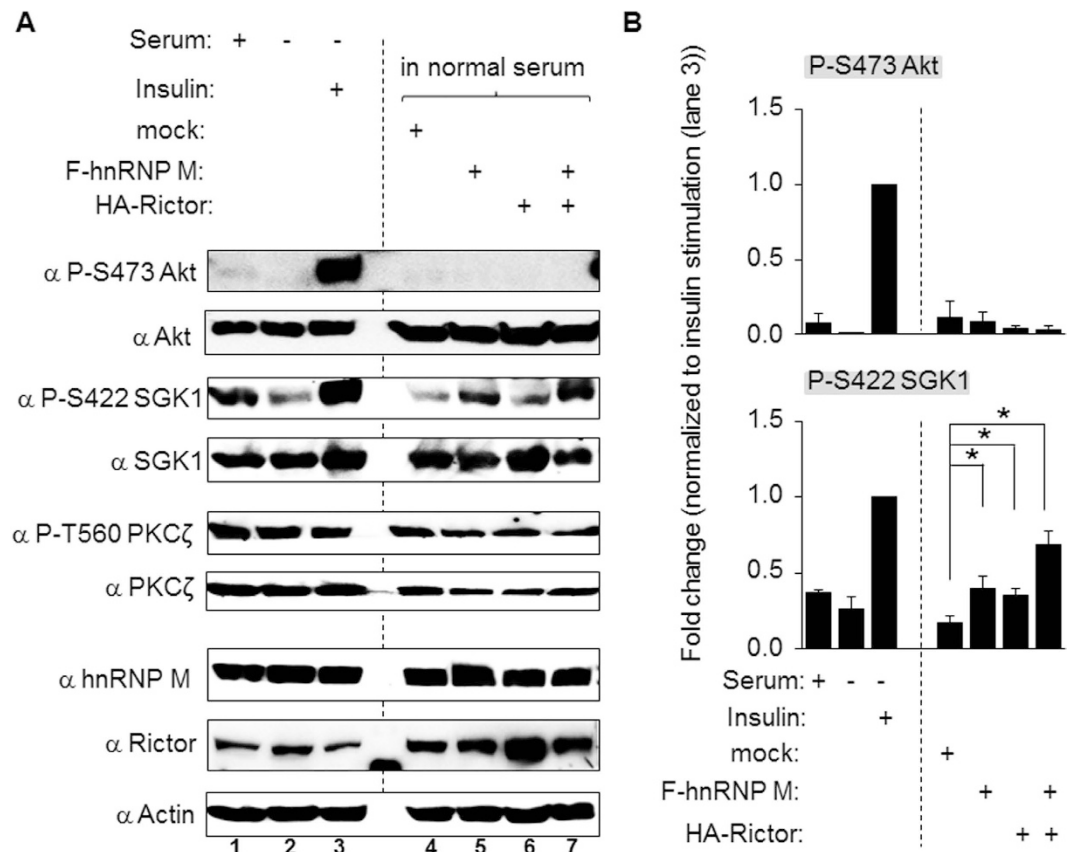 A
Serum: + - -
Insulin: +
in normal serum
mock: +
F-hnRNP M: + +
HA-Rictor: + +
α P-S473 Akt
α Akt
α P-S422 SGK1
α SGK1
α P-T560 PKCζ
α PKCζ
α hnRNP M
α Rictor
α Actin
1 2 3 4 5 6 7
B
Fold change (normalized to insulin stimulation (lane 3))
P-S473 Akt
1.5
1.0
0.5
0.0
P-S422 SGK1
1.5
1.0
0.5
0.0
*
*
*
Serum: + - -
Insulin: +
mock: +
F-hnRNP M: + +
HA-Rictor: + +